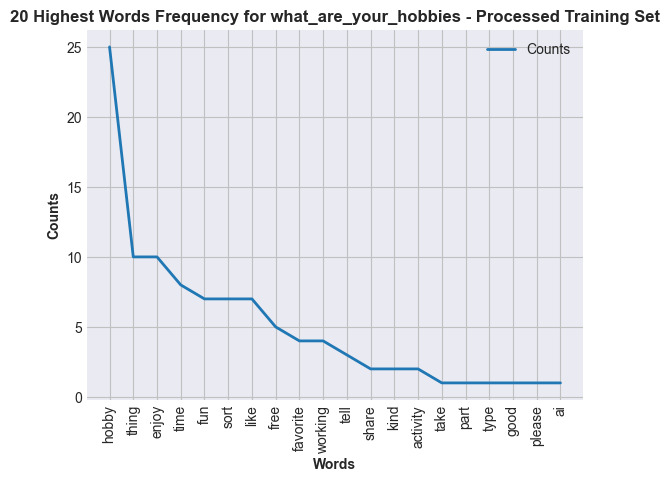 20 Highest Words Frequency for what_are_your_hobbies - Processed Training Set
Counts
25
20
15
10
5
0
Counts
hobby
thing
enjoy
time
fun
sort
like
free
favorite
working
tell
share
kind
activity
take
part
type
good
please
ai
Words